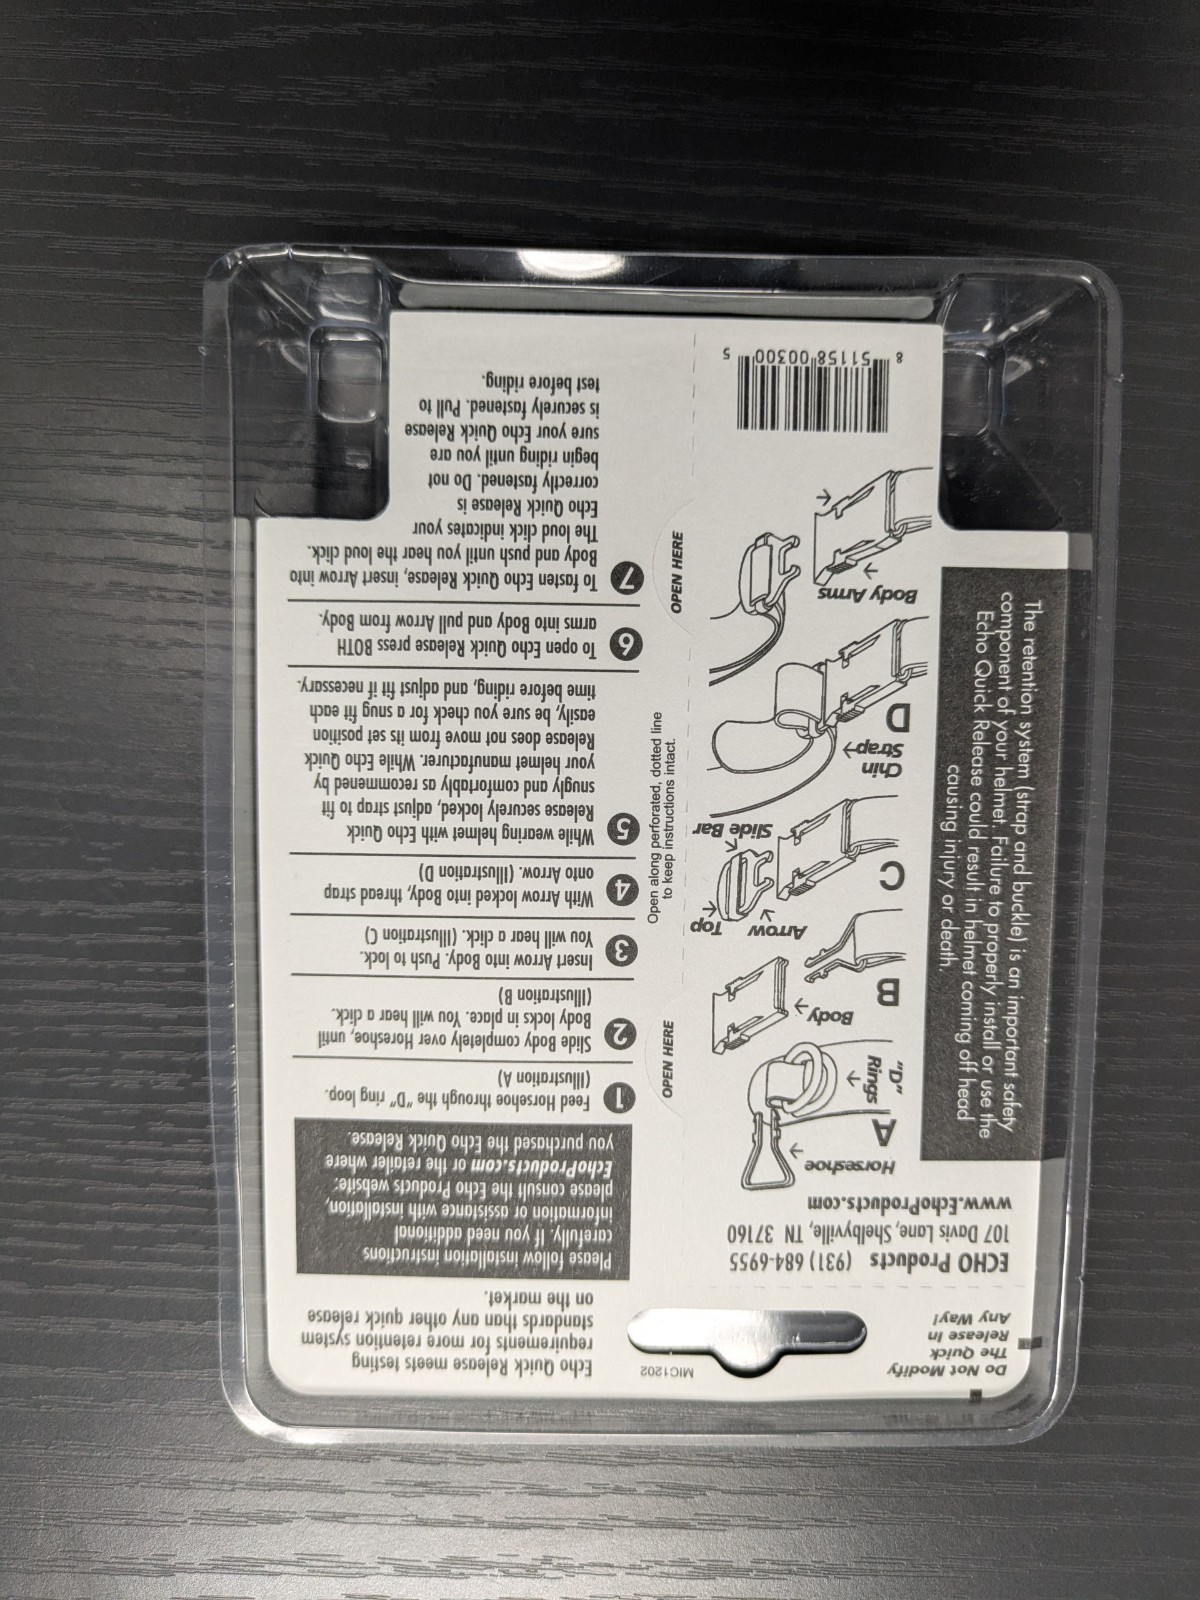 Do Not Modify
The Quick
Release In
Any Way!
MIC1202
ECHO Products (931) 684-6955
107 Davis Lane, Shelbyville, TN 37160
www.EchoProducts.com
The retention system (strap and buckle) is an important safety
component of your helmet. Failure to properly install or use the
Echo Quick Release could result in helmet coming off head
causing injury or death.
Horseshoe
A
"D"
Rings
Body
B
Arrow
Top
C
Slide Bar
Chin
Strap
D
Body Arms
8 51158 00300 5
OPEN HERE
Open along perforated, dotted line
to keep instructions intact.
OPEN HERE
Echo Quick Release meets testing
requirements for more retention system
standards than any other quick release
on the market.
Please follow installation instructions
carefully. If you need additional
information or assistance with installation,
please consult the Echo Products website;
EchoProducts.com or the retailer where
you purchased the Echo Quick Release.
1 Feed Horsehoe through the "D" ring loop.
(Illustration A)
2 Slide Body completely over Horeshoe, until
Body locks in place. You will hear a click.
(Illustration B)
3 Insert Arrow into Body. Push to lock.
You will hear a click. (Illustration C)
4 With Arrow locked into Body, thread strap
onto Arrow. (Illustration D)
5 While wearing helmet with Echo Quick
Release securely locked, adjust strap to fit
snugly and comfortably as recommened by
your helmet manufacturer. While Echo Quick
Release does not move from its set position
easily, be sure you check for a snug fit each
time before riding, and adjust fit if necessary.
6 To open Echo Quick Release press BOTH
arms into Body and pull Arrow from Body.
7 To fasten Echo Quick Release, insert Arrow into
Body and push until you hear the loud click.
The loud click indicates your
Echo Quick Release is
correctly fastened. Do not
begin riding until you are
sure your Echo Quick Release
is securely fastened. Pull to
test before riding.